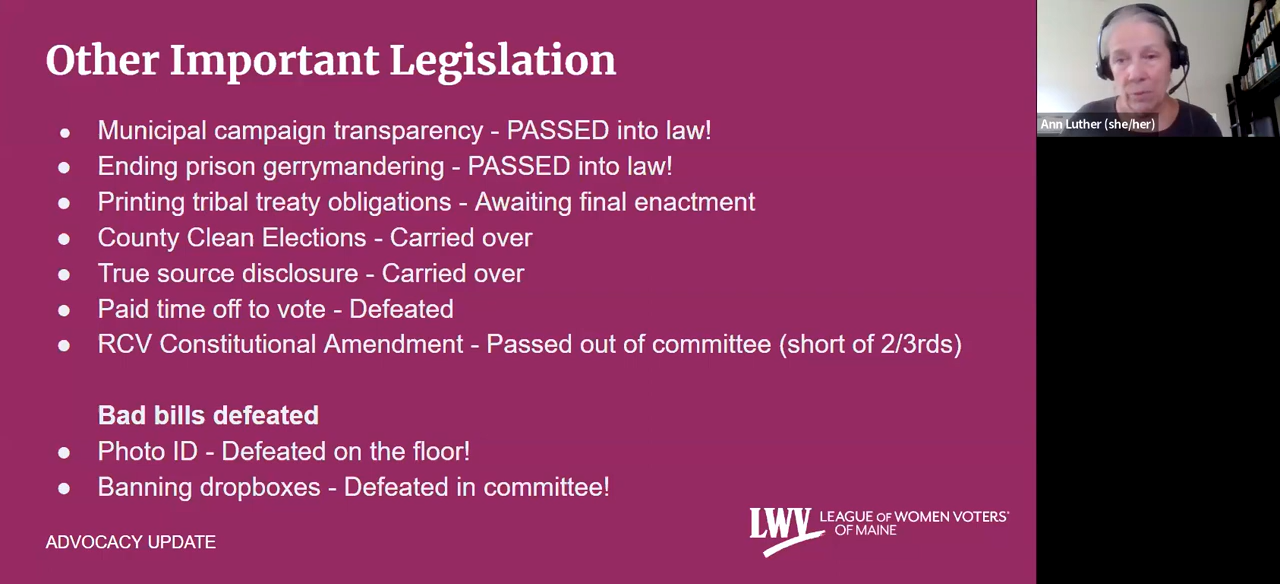 Other Important Legislation
● Municipal campaign transparency - PASSED into law!
● Ending prison gerrymandering - PASSED into law!
● Printing tribal treaty obligations - Awaiting final enactment
● County Clean Elections - Carried over
● True source disclosure - Carried over
● Paid time off to vote - Defeated
● RCV Constitutional Amendment - Passed out of committee (short of 2/3rds)
Bad bills defeated
● Photo ID - Defeated on the floor!
● Banning dropboxes - Defeated in committee!
ADVOCACY UPDATE
LWV LEAGUE OF WOMEN VOTERS®
OF MAINE
Ann Luther (she/her)